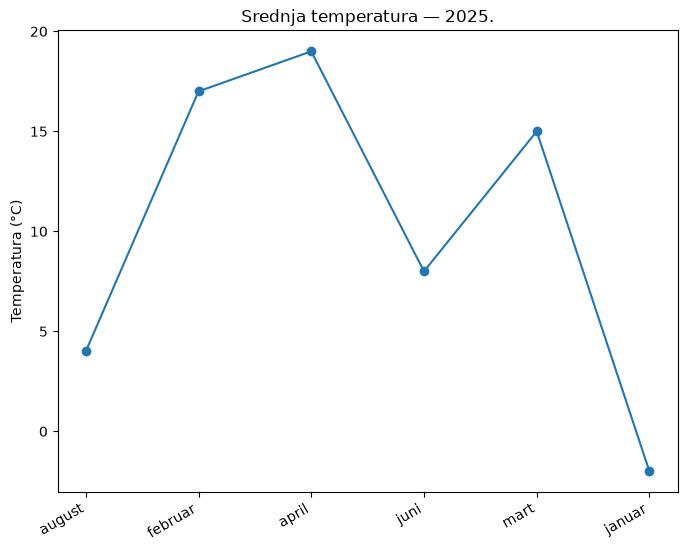 Srednja temperatura — 2025.
Temperatura (°C)
20
15
10
5
0
august
februar
april
juni
mart
januar